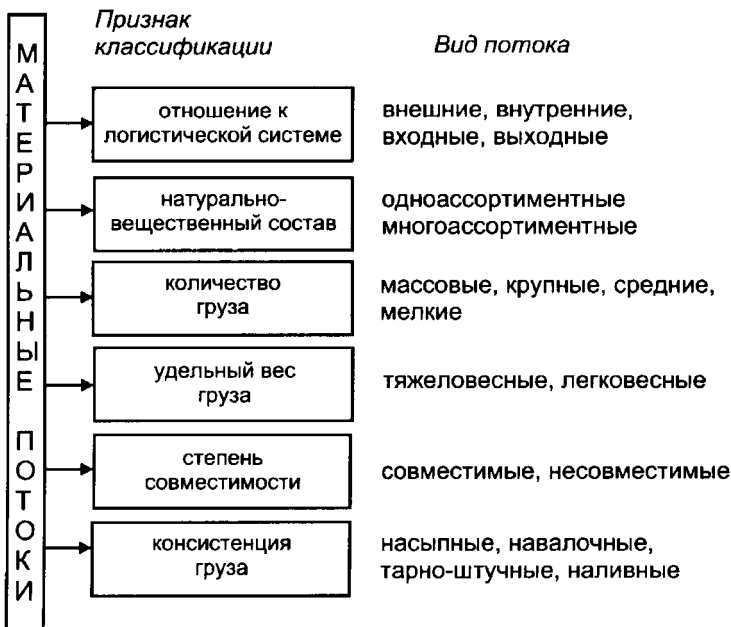 МАТЕРИАЛЬНЫЕ ПОТОКИ
Признак
классификации
Вид потока
отношение к
логистической системе
внешние, внутренние,
входные, выходные
натурально-
вещественный состав
одноассортиментные
многоассортиментные
количество
груза
массовые, крупные, средние,
мелкие
удельный вес
груза
тяжеловесные, легковесные
степень
совместимости
совместимые, несовместимые
консистенция
груза
насыпные, навалочные,
тарно-штучные, наливные